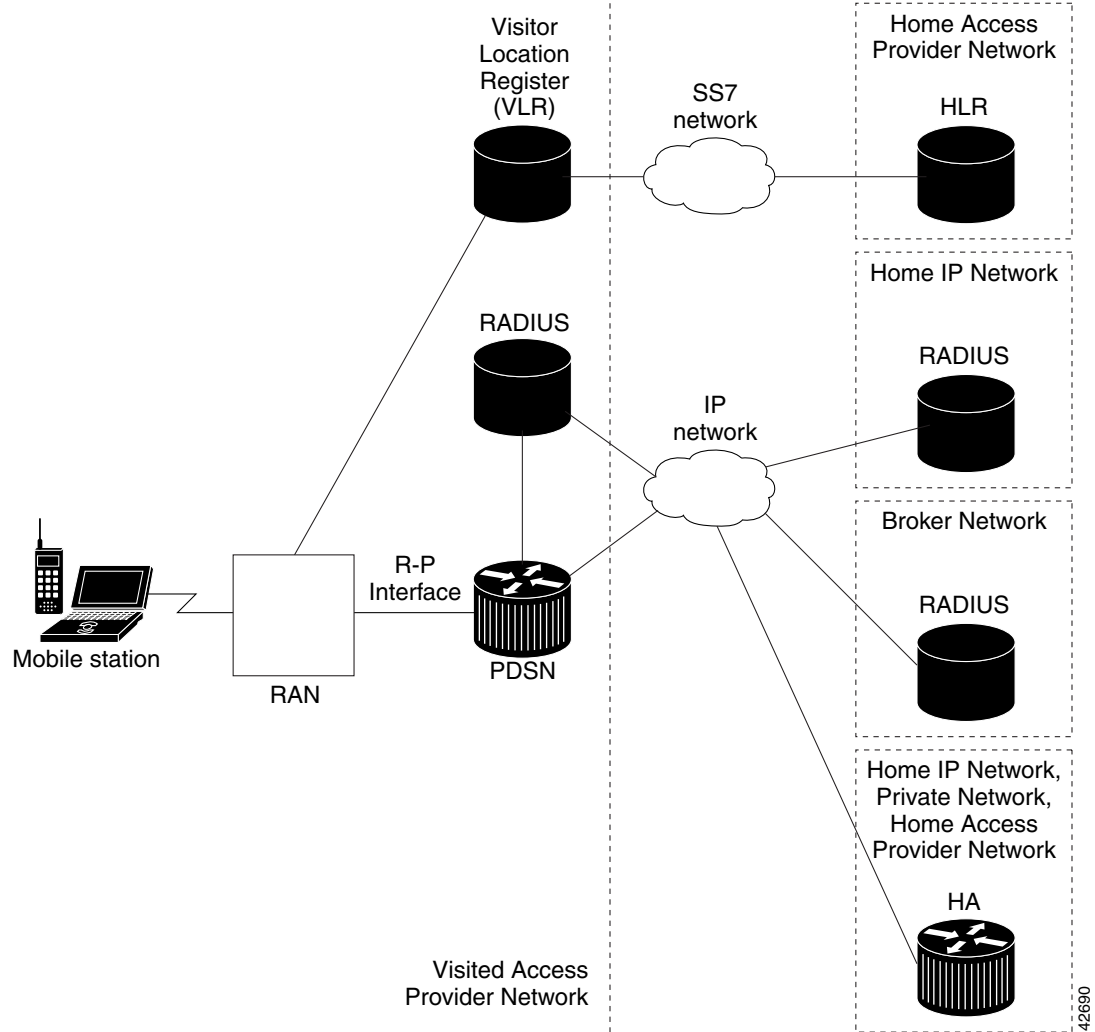 Visitor
Location
Register
(VLR)
SS7
network
Home Access
Provider Network
HLR
Home IP Network
RADIUS
RADIUS
IP
network
Broker Network
RADIUS
R-P
Interface
Mobile station
RAN
PDSN
Home IP Network,
Private Network,
Home Access
Provider Network
HA
Visited Access
Provider Network
42690